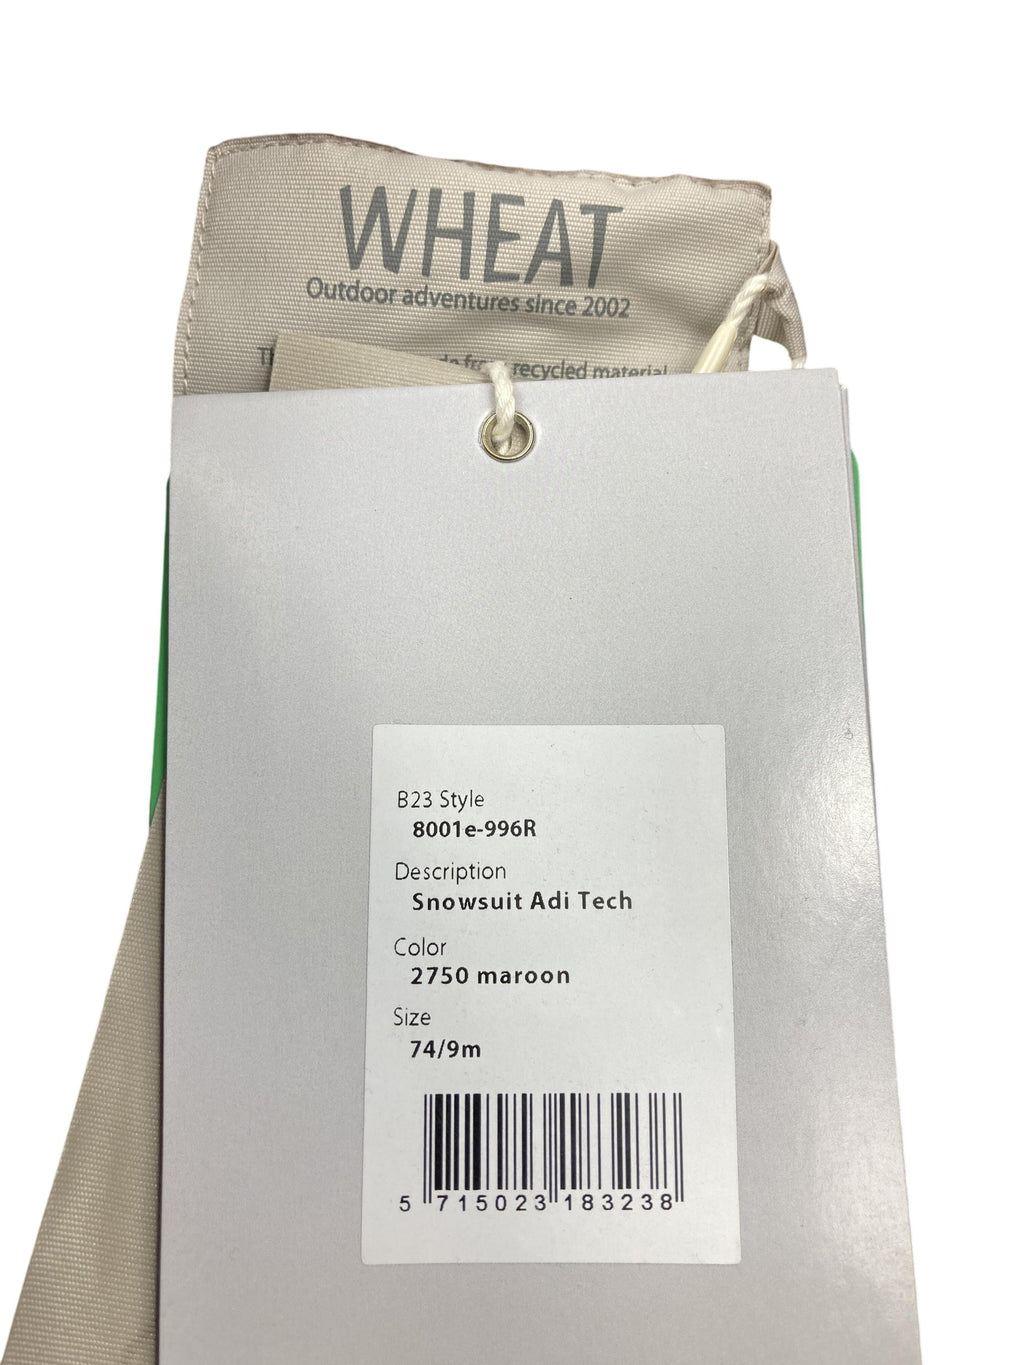 WHEAT
Outdoor adventures since 2002
recycled material
B23 Style
8001e-996R
Description
Snowsuit Adi Tech
Color
2750 maroon
Size
74/9m
5 715023 183238